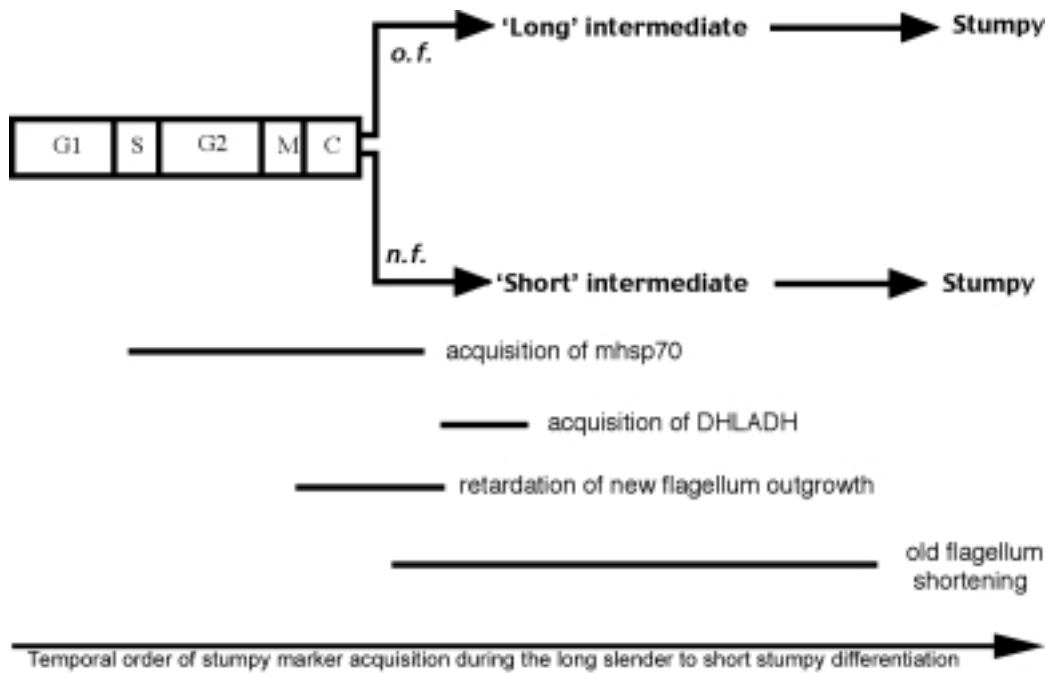 'Long' intermediate
Stumpy
o.f.
G1
S
G2
M
C
n.f.
'Short' intermediate
Stumpy
acquisition of mhsp70
acquisition of DHLADH
retardation of new flagellum outgrowth
old flagellum
shortening
Temporal order of stumpy marker acquisition during the long slender to short stumpy differentiation